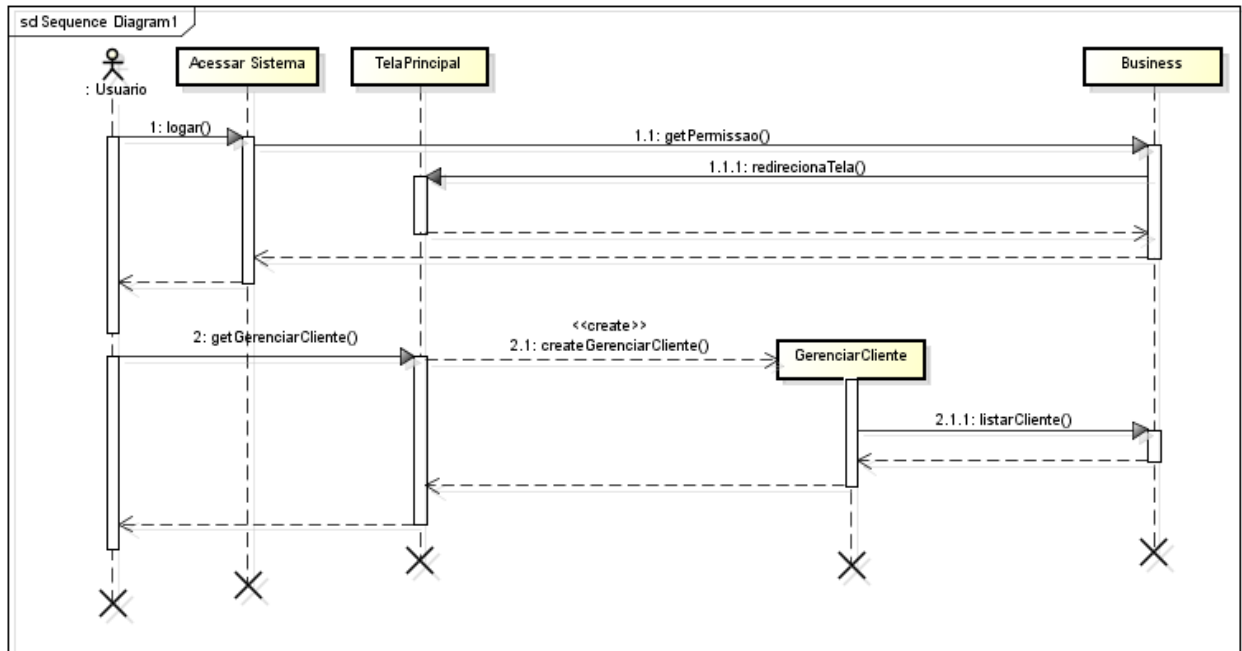 sd Sequence Diagram1
: Usuario
Acessar Sistema
TelaPrincipal
Business
1: logar()
1.1: getPermissao()
1.1.1: redirecionaTela()
2: getGerenciarCliente()
<<create>>
2.1: createGerenciarCliente()
GerenciarCliente
2.1.1: listarCliente()